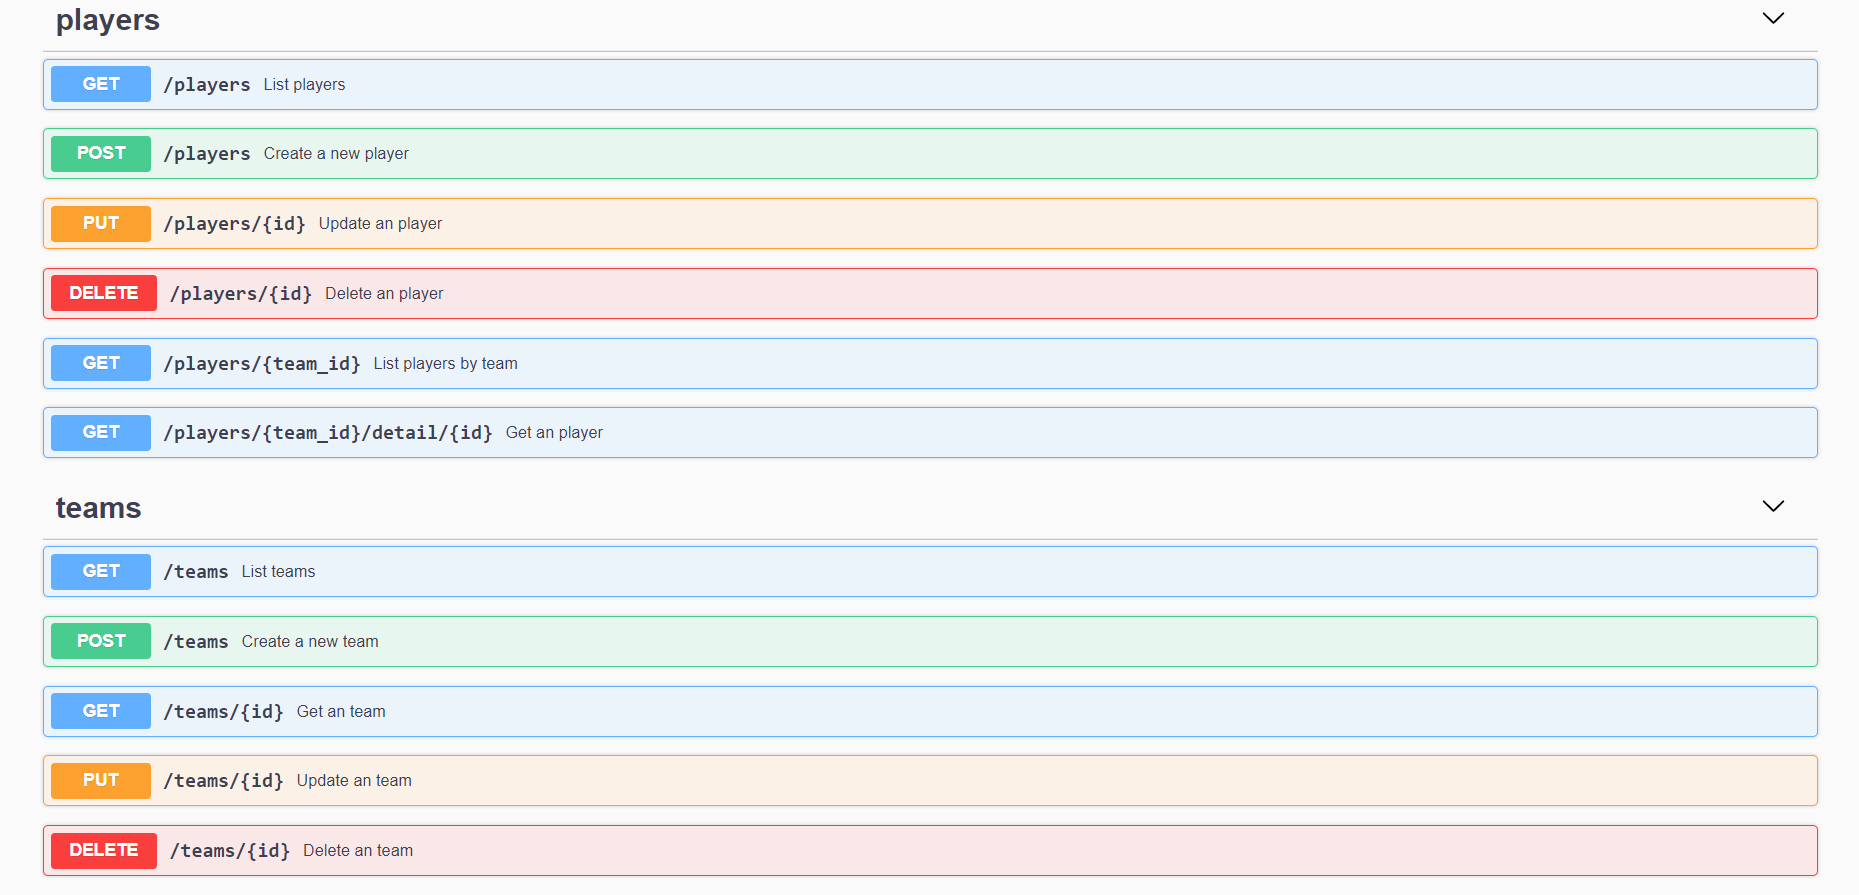 players
GET /players List players
POST /players Create a new player
PUT /players/{id} Update an player
DELETE /players/{id} Delete an player
GET /players/{team_id} List players by team
GET /players/{team_id}/detail/{id} Get an player
teams
GET /teams List teams
POST /teams Create a new team
GET /teams/{id} Get an team
PUT /teams/{id} Update an team
DELETE /teams/{id} Delete an team